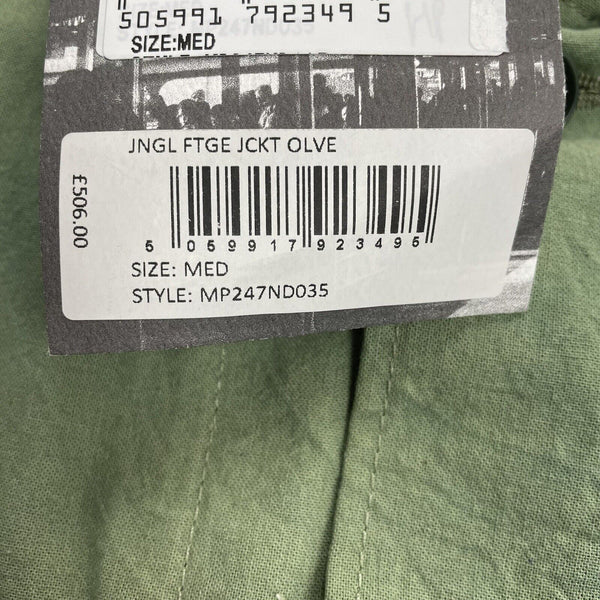 505991 792349 5
SIZE:MED
JNGL FTGE JCKT OLVE
£506.00
5 059917 923495
SIZE: MED
STYLE: MP247ND035